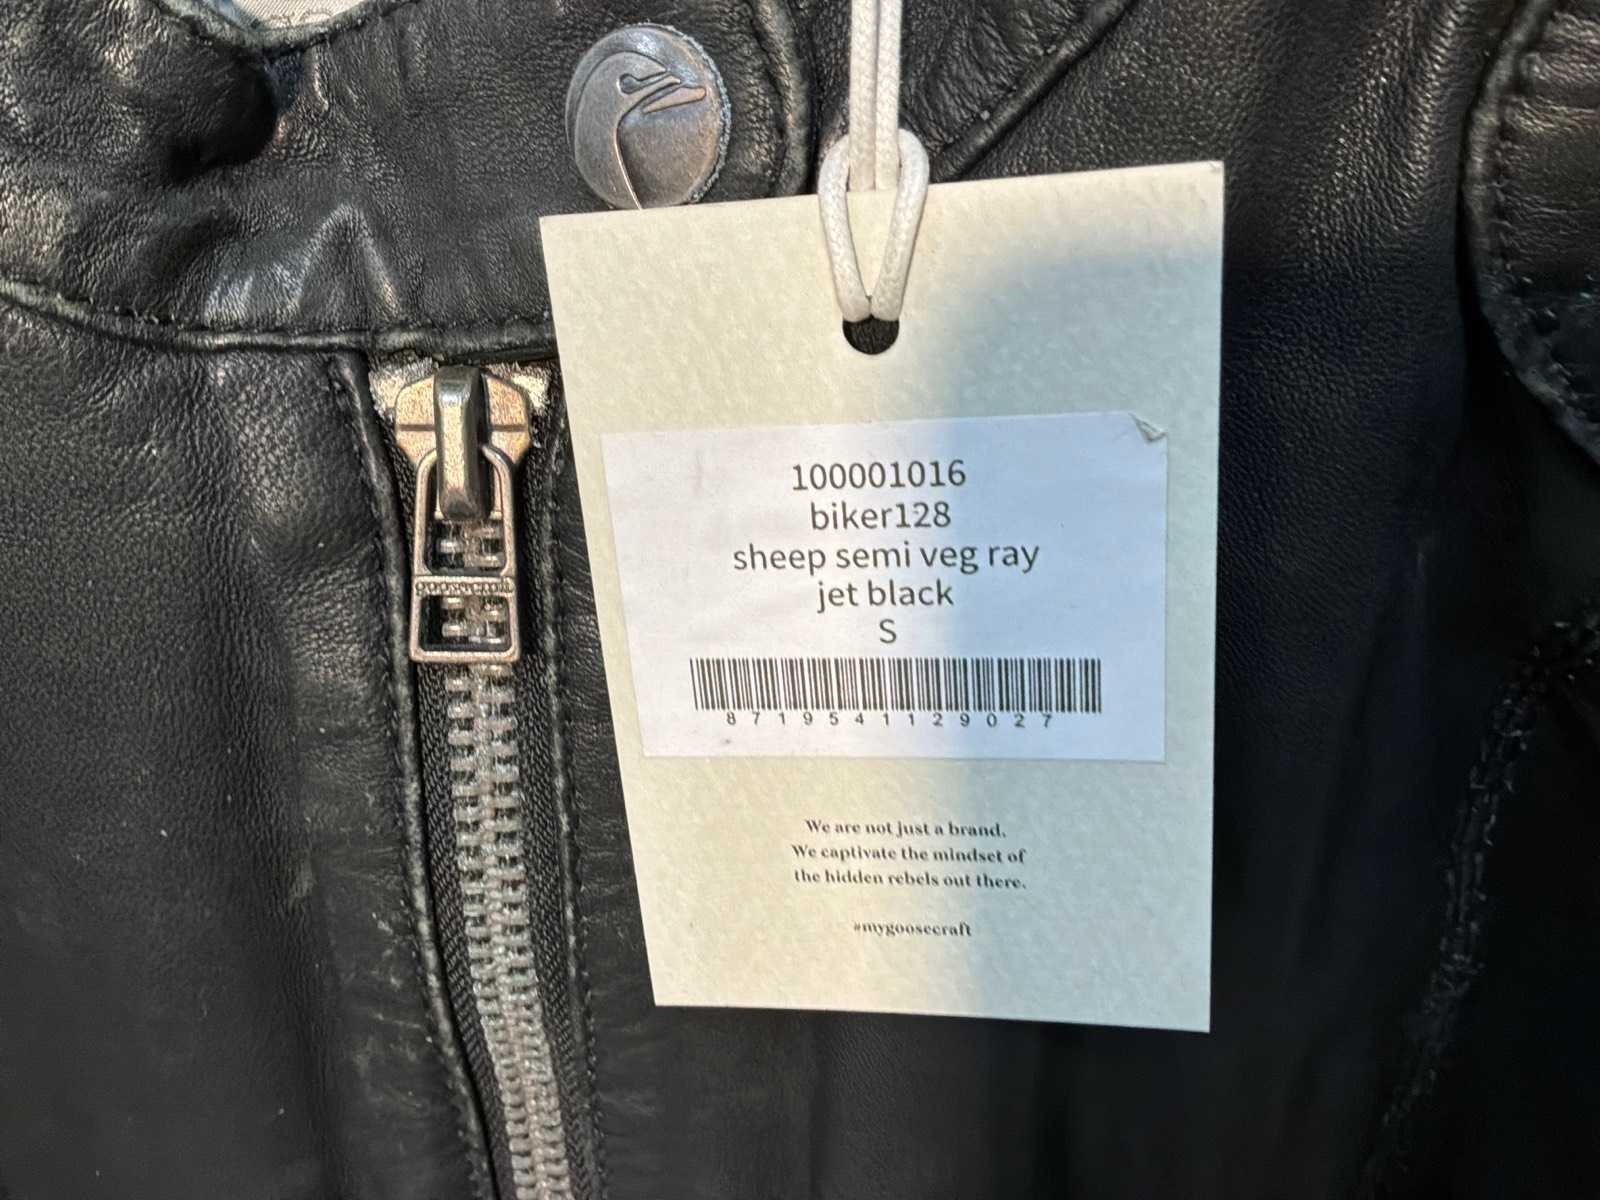 100001016
biker128
sheep semi veg ray
jet black
S
8719541129027
We are not just a brand.
We captivate the mindset of
the hidden rebels out there.
#mygoosecraft